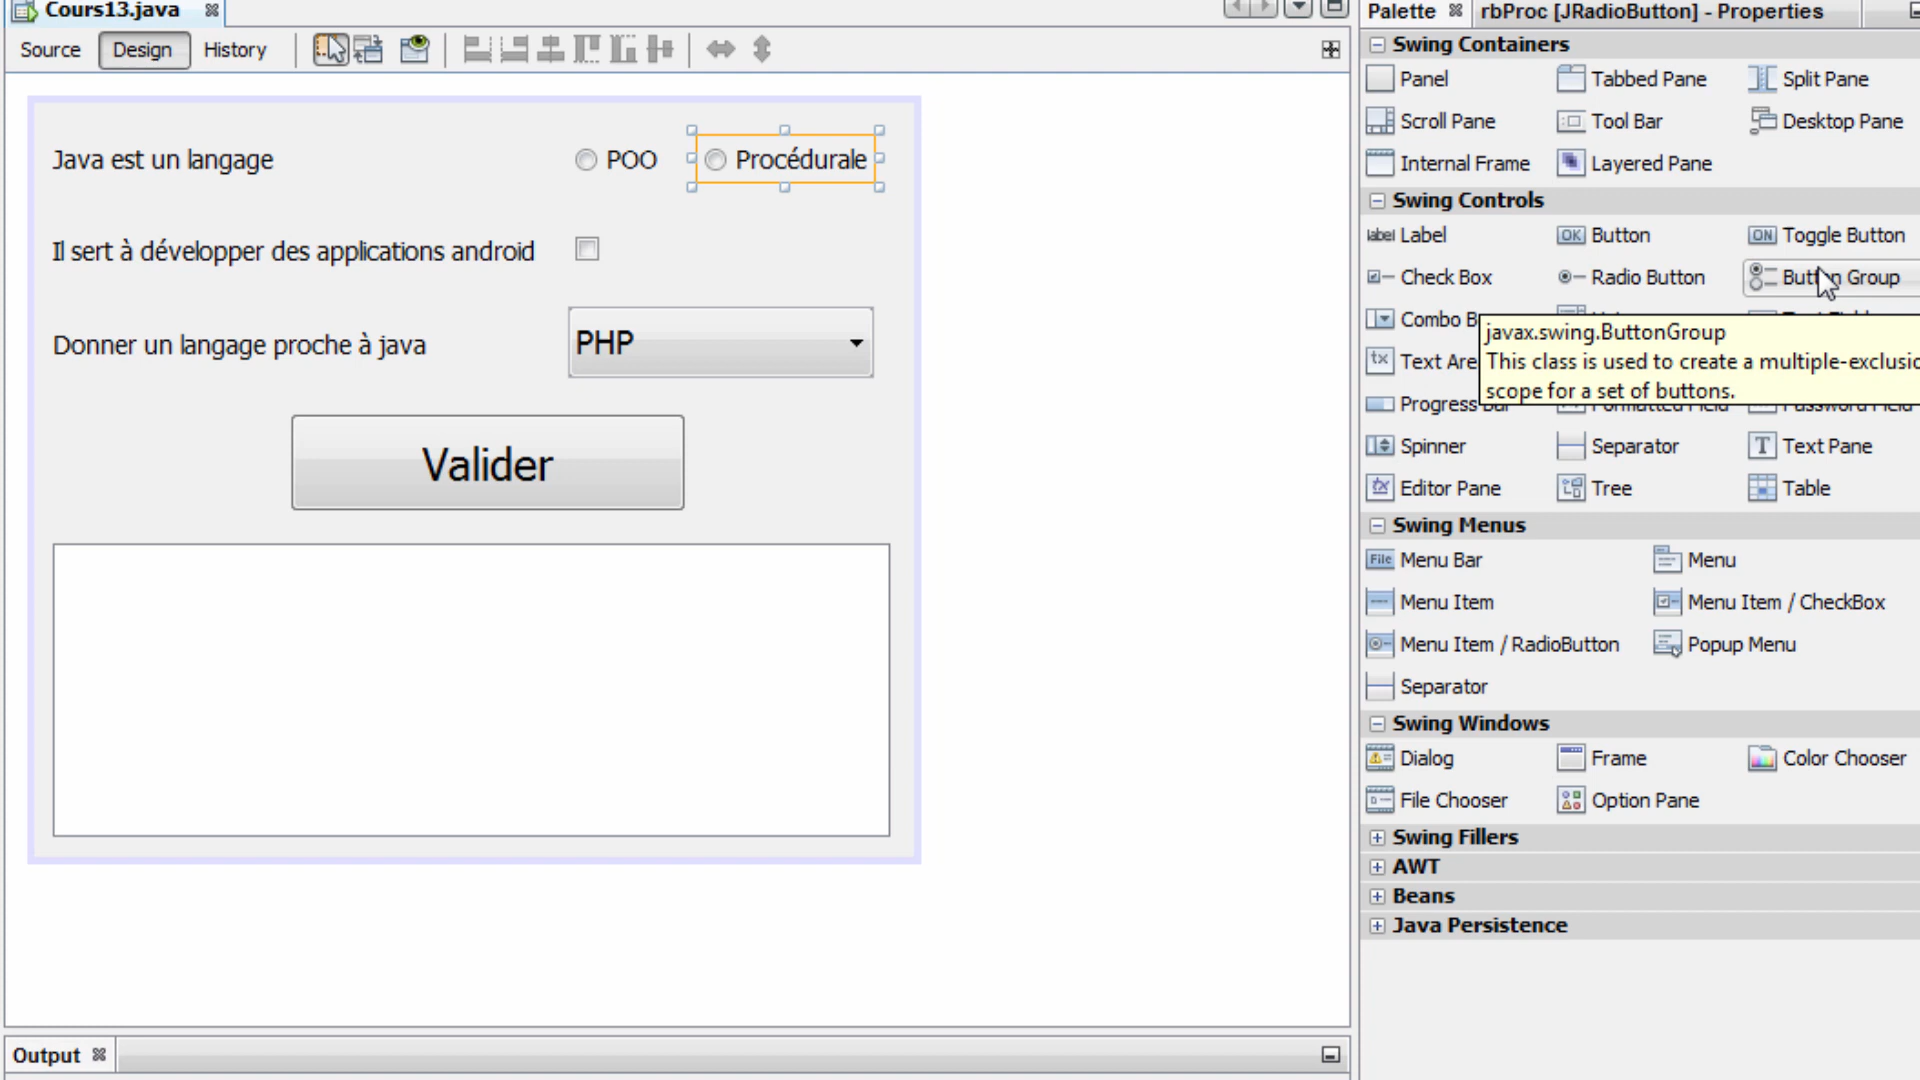 Cours13.java
Palette
rbProc [JRadioButton] - Properties
Source
Design
History
Swing Containers
Panel
Tabbed Pane
Split Pane
Scroll Pane
Tool Bar
Desktop Pane
Internal Frame
Layered Pane
Swing Controls
label Label
OK Button
ON Toggle Button
Check Box
Radio Button
Button Group
Combo B
javax.swing.ButtonGroup
This class is used to create a multiple-exclusio
scope for a set of buttons.
tx Text Are
Progress Bar
Formatted Field
Password Field
Spinner
Separator
T Text Pane
Editor Pane
Tree
Table
Swing Menus
File Menu Bar
Menu
Menu Item
Menu Item / CheckBox
Menu Item / RadioButton
Popup Menu
Separator
Swing Windows
Dialog
Frame
Color Chooser
File Chooser
Option Pane
Swing Fillers
AWT
Beans
Java Persistence
Java est un langage
POO
Procédurale
Il sert à développer des applications android
Donner un langage proche à java
PHP
Valider
Output